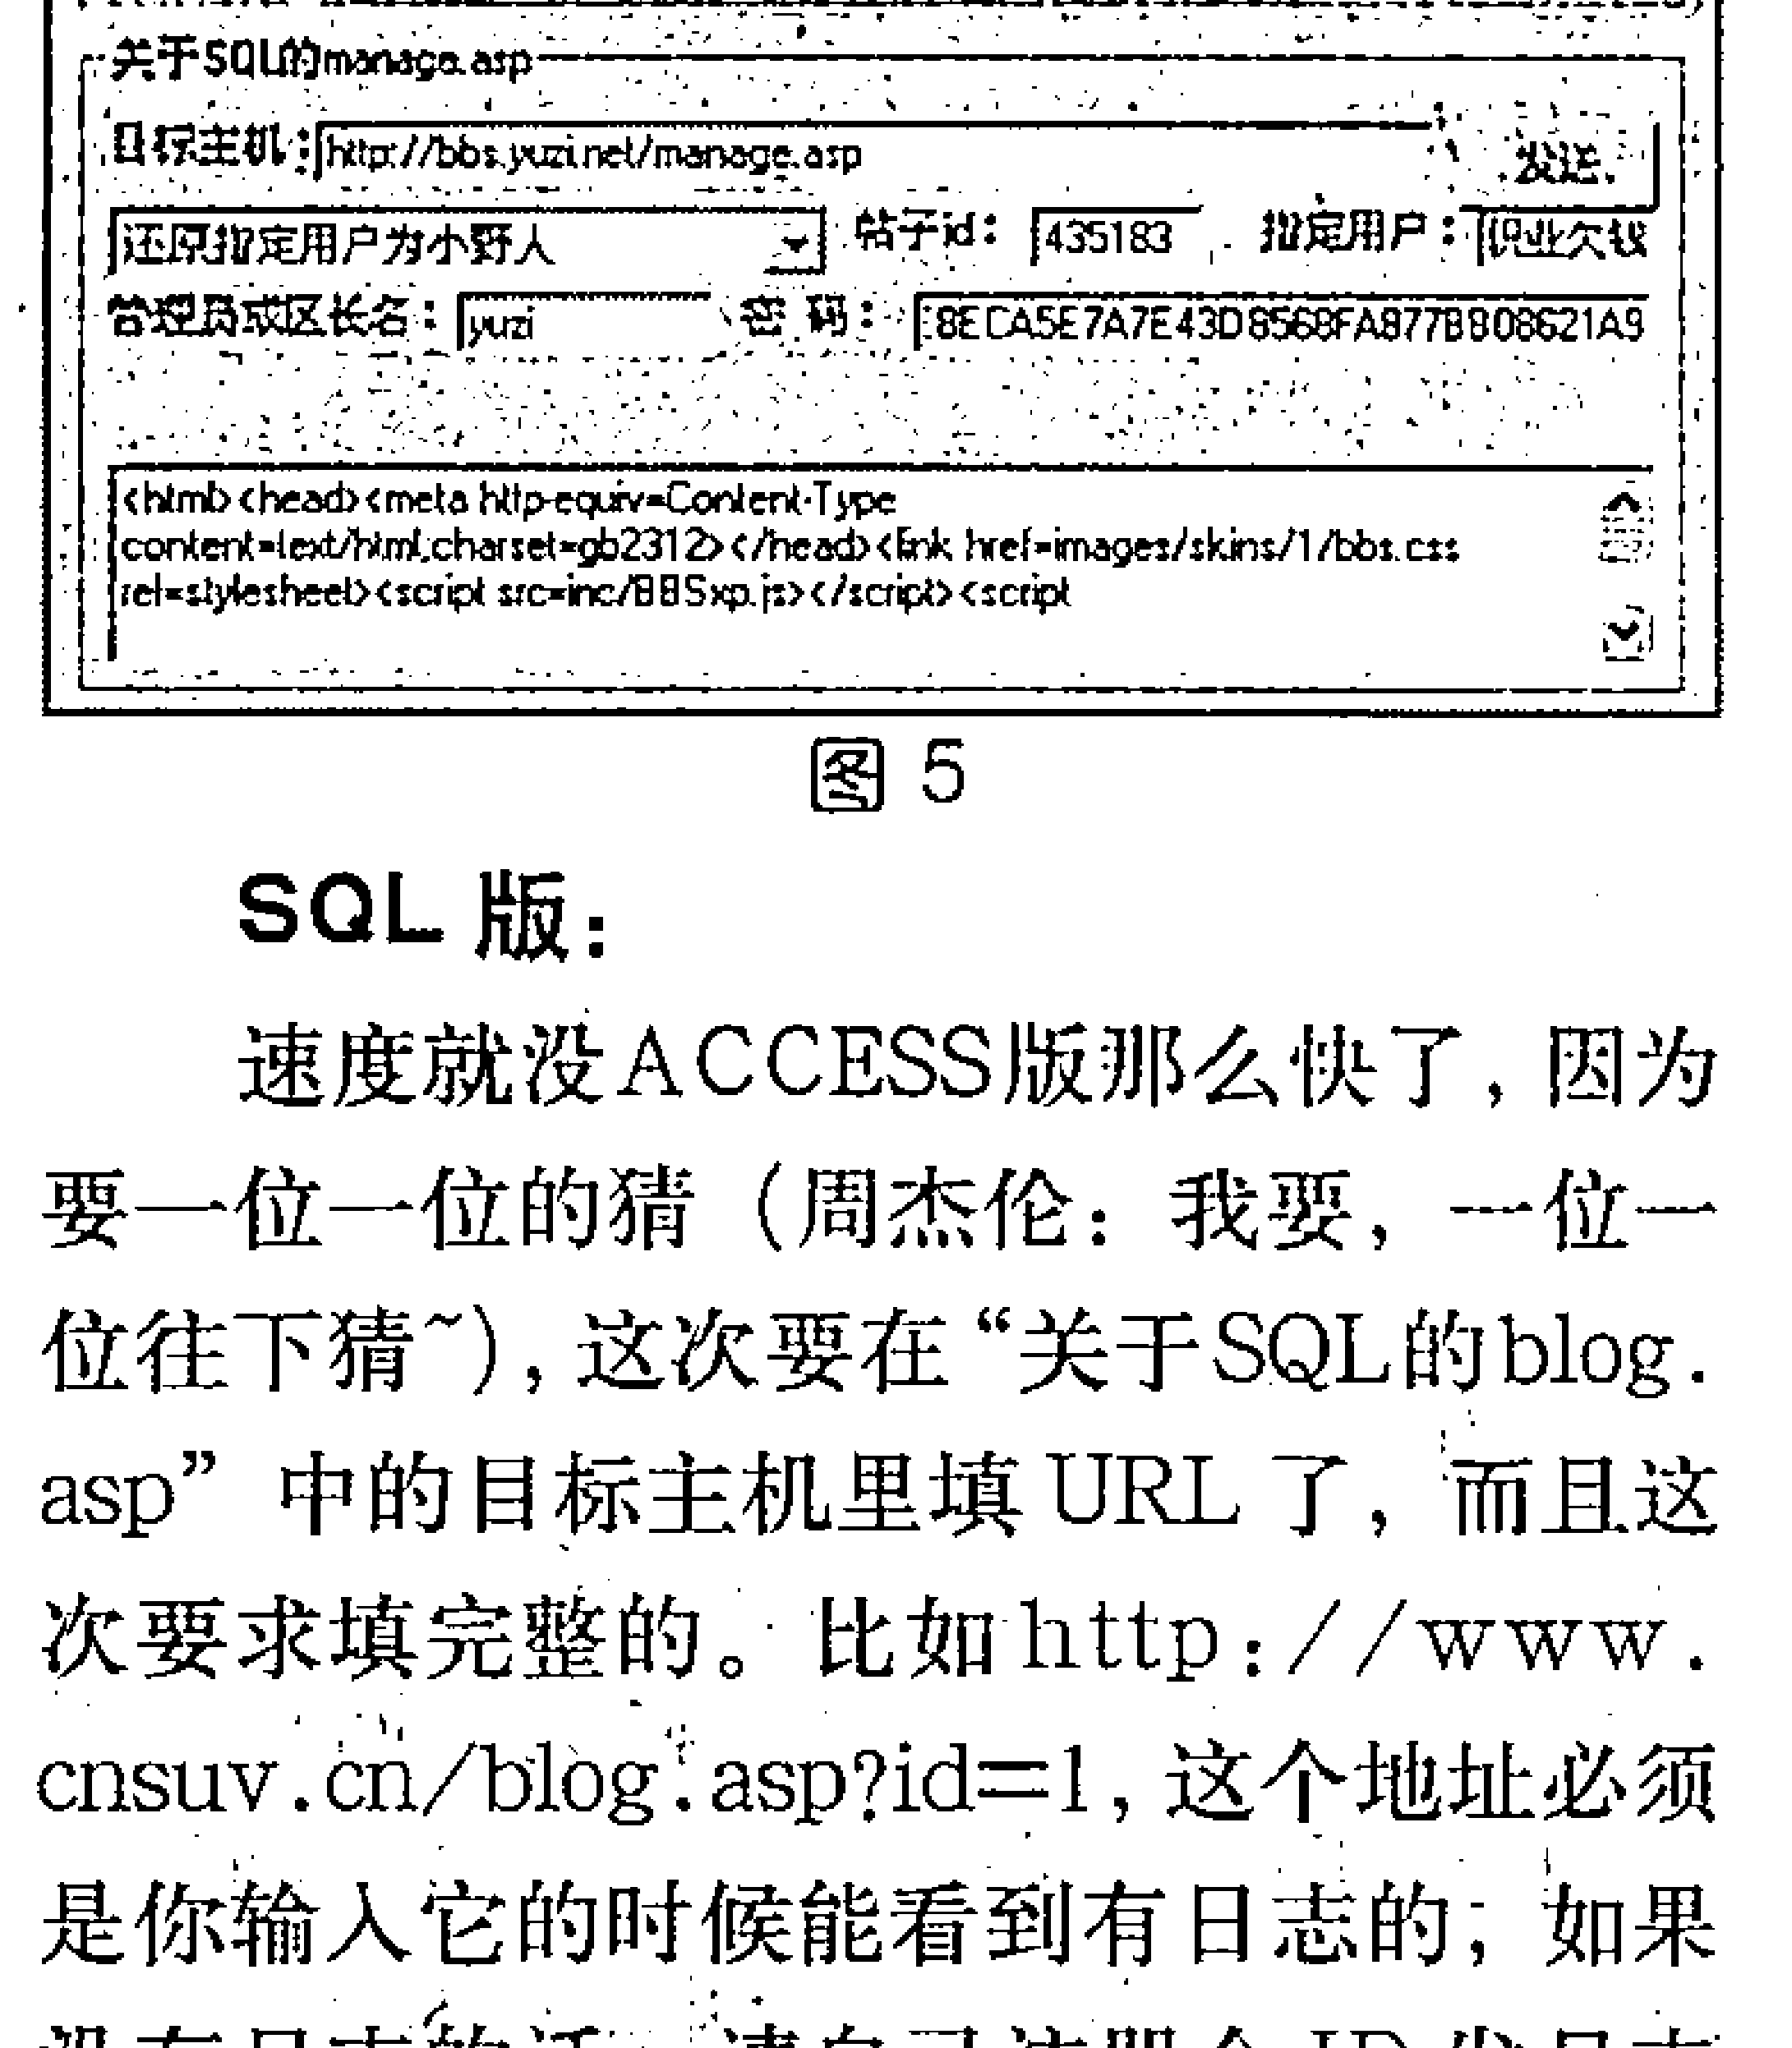 关于SQL的manage.asp
目标主机：http://bbs.yuzi.net/manage.asp 发送
还原指定用户为小野人 帖子id： 435183 指定用户： 职业欠钱
管理员或区长名： yuzi 密 码： 8ECA5E7A7E43D8568FA877BB08621A9
<html><head><meta http-equiv=Content-Type
content=text/html;charset=gb2312></head><link href=images/skins/1/bbs.css
rel=stylesheet><script src=inc/BBSxp.js></script><script
图 5
SQL 版：
速度就没ACCESS版那么快了，因为
要一位一位的猜（周杰伦：我要，一位一
位往下猜~），这次要在“关于SQL的blog.
asp”中的目标主机里填 URL 了，而且这
次要求填完整的。比如http://www.
cnsuv.cn/blog.asp?id=1，这个地址必须
是你输入它的时候能看到有日志的；如果